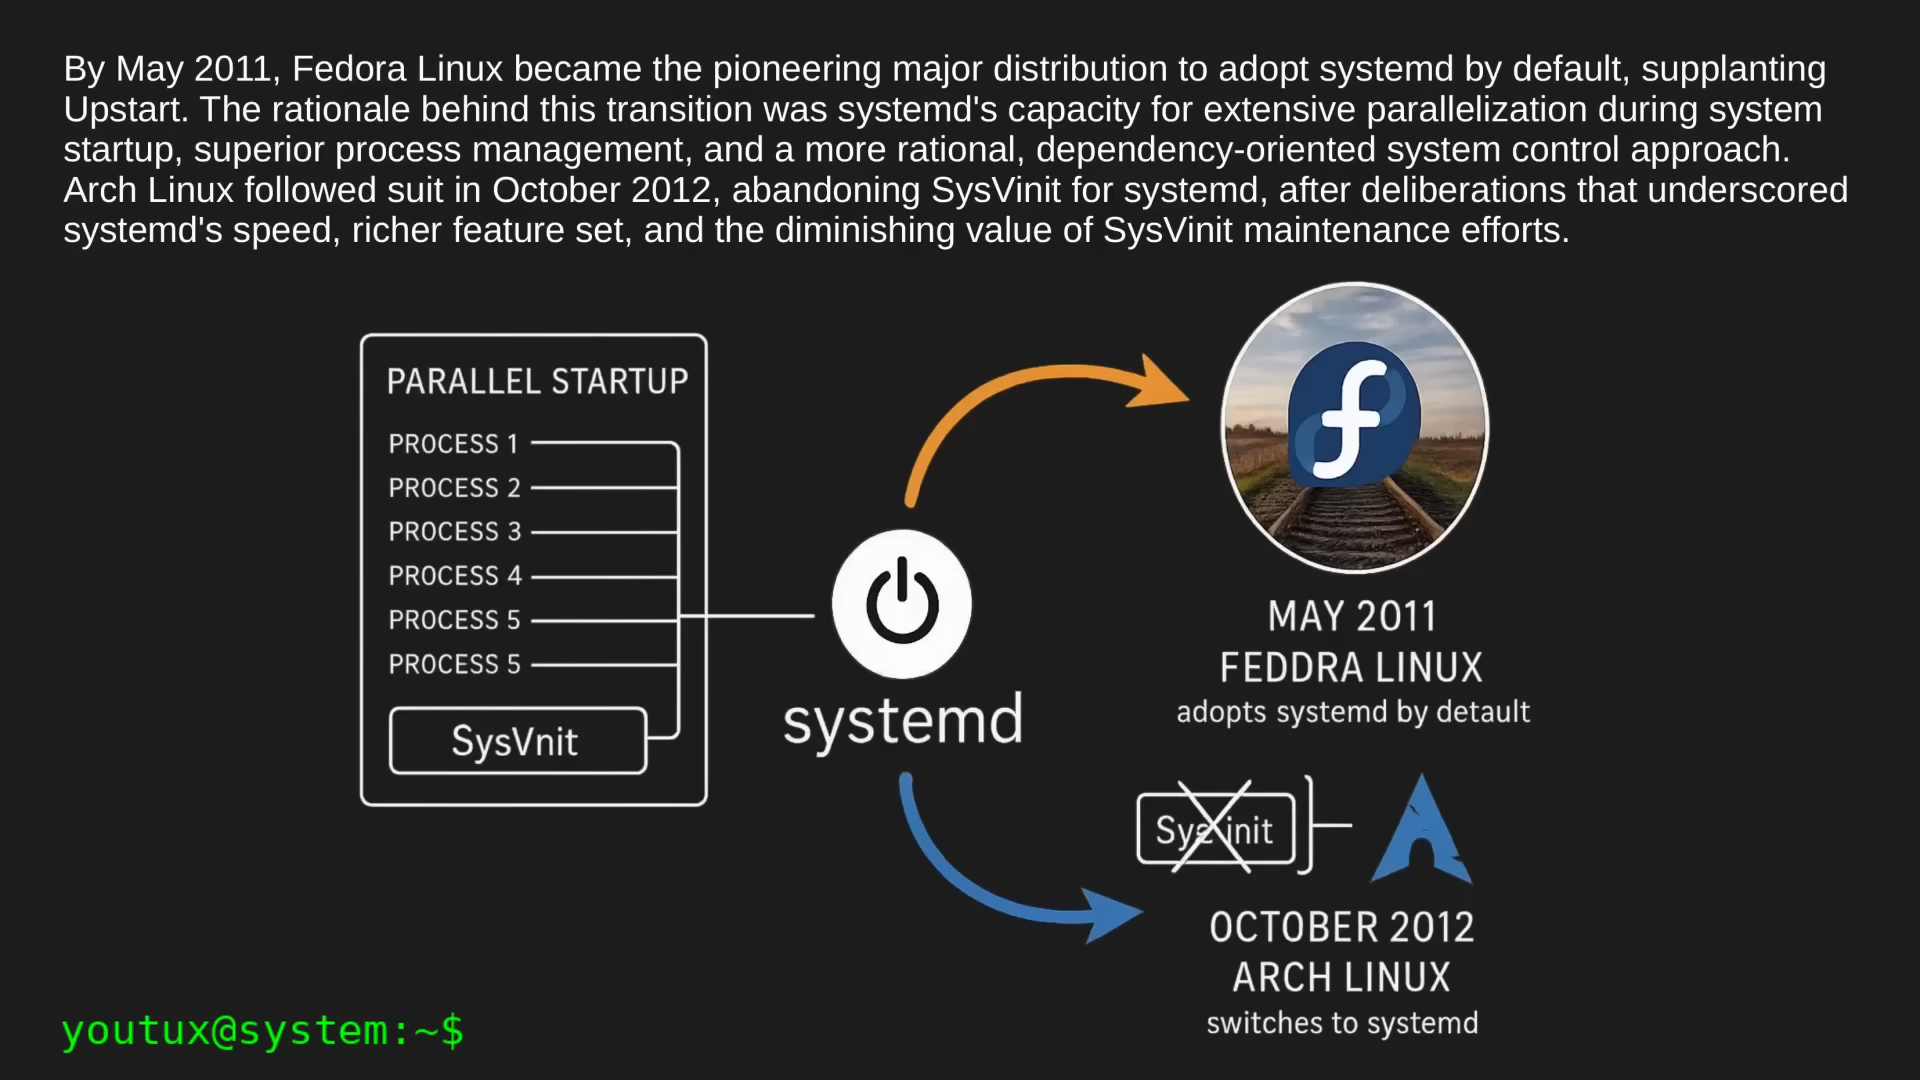 By May 2011, Fedora Linux became the pioneering major distribution to adopt systemd by default, supplanting
Upstart. The rationale behind this transition was systemd's capacity for extensive parallelization during system
startup, superior process management, and a more rational, dependency-oriented system control approach.
Arch Linux followed suit in October 2012, abandoning SysVinit for systemd, after deliberations that underscored
systemd's speed, richer feature set, and the diminishing value of SysVinit maintenance efforts.
PARALLEL STARTUP
PROCESS 1
PROCESS 2
PROCESS 3
PROCESS 4
PROCESS 5
PROCESS 5
SysVnit
systemd
MAY 2011
FEDDRA LINUX
adopts systemd by detault
OCTOBER 2012
ARCH LINUX
switches to systemd
youtux@system:~$